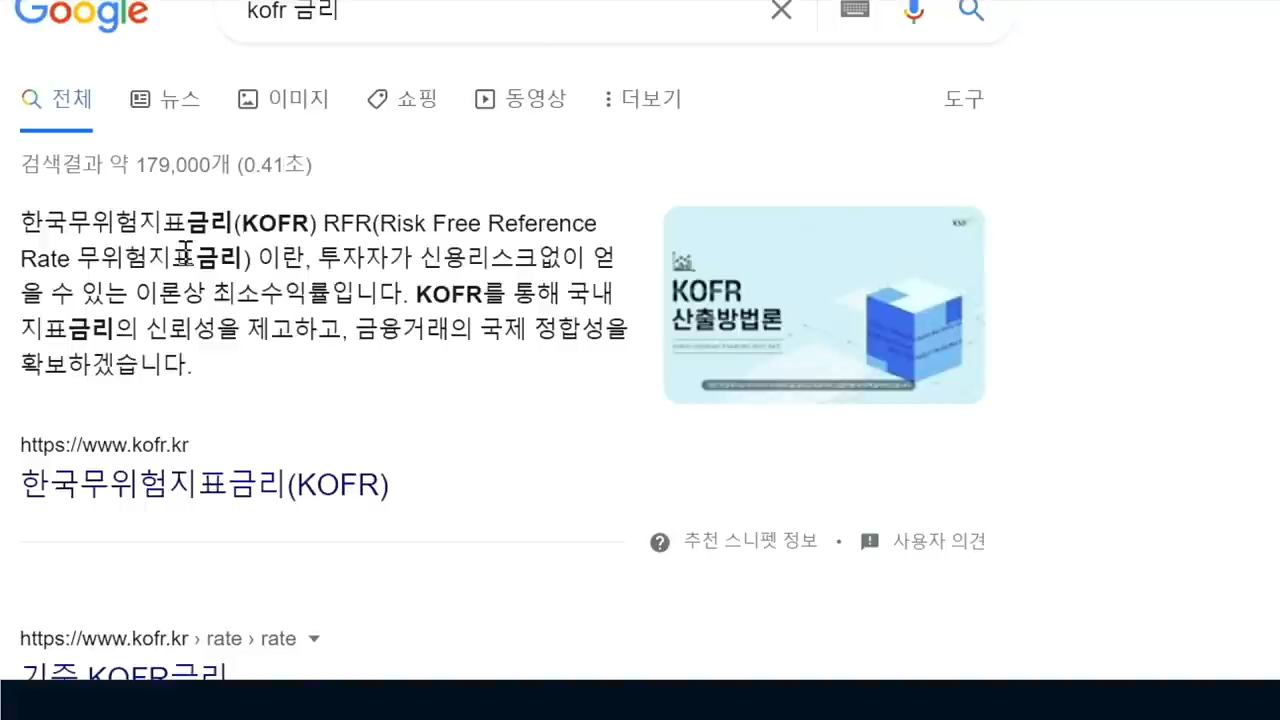 Google
kofr 금리
전체 뉴스 이미지 쇼핑 동영상 더보기 도구
검색결과 약 179,000개 (0.41초)
한국무위험지표금리(KOFR) RFR(Risk Free Reference
Rate 무위험지표금리) 이란, 투자자가 신용리스크없이 얻
을 수 있는 이론상 최소수익률입니다. KOFR를 통해 국내
지표금리의 신뢰성을 제고하고, 금융거래의 국제 정합성을
확보하겠습니다.
KOFR
산출방법론
https://www.kofr.kr
한국무위험지표금리(KOFR)
추천 스니펫 정보 • 사용자 의견
https://www.kofr.kr › rate › rate
기준 KOFR금리